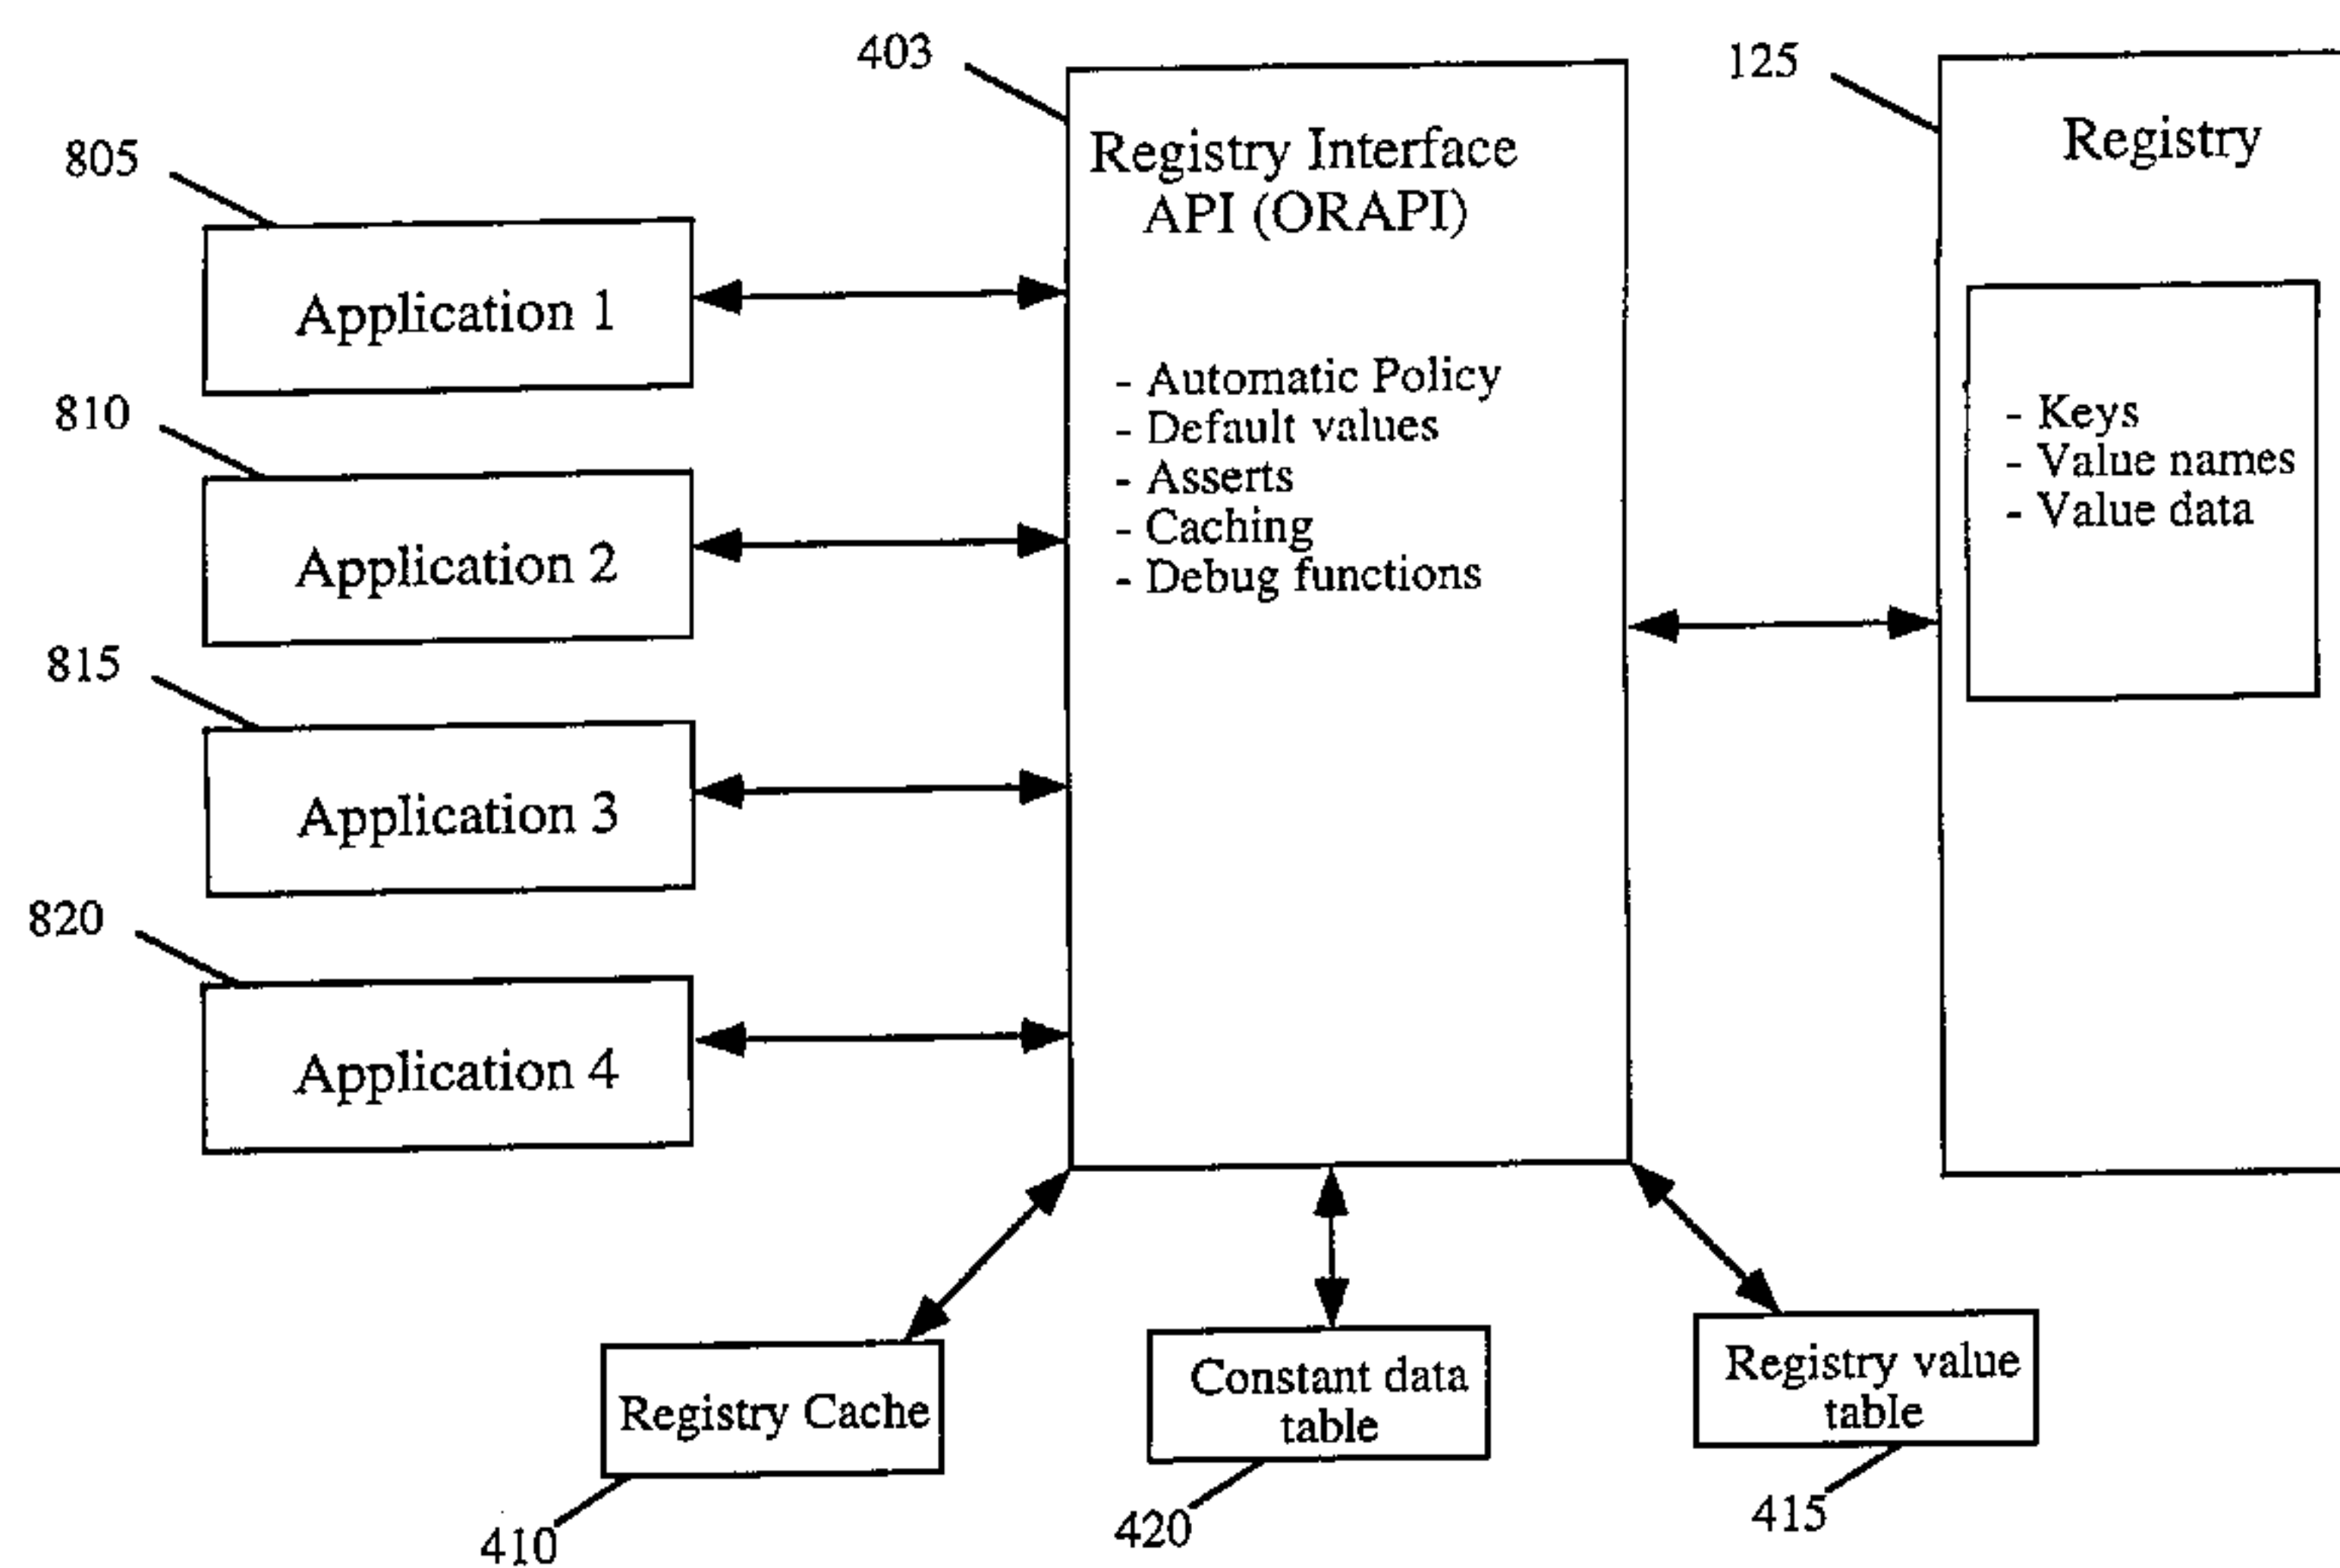 403
125
Registry Interface
API (ORAPI)
Registry
805
Application 1
- Automatic Policy
- Default values
- Asserts
- Caching
- Debug functions
- Keys
- Value names
- Value data
810
Application 2
815
Application 3
820
Application 4
Registry Cache
Constant data
table
Registry value
table
410
420
415